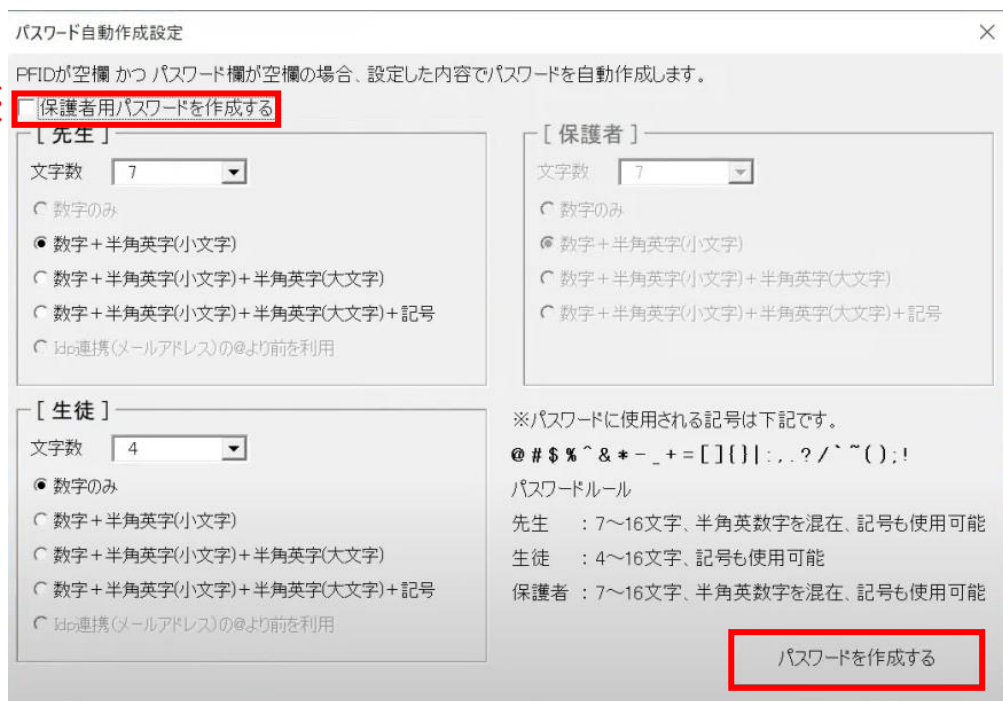 パスワード自動作成設定
PFIDが空欄 かつ パスワード欄が空欄の場合、設定した内容でパスワードを自動作成します。
保護者用パスワードを作成する
[ 先生 ]
文字数 7
数字のみ
数字+半角英字(小文字)
数字+半角英字(小文字)+半角英字(大文字)
数字+半角英字(小文字)+半角英字(大文字)+記号
Idp連携(メールアドレス)の@より前を利用
[ 保護者 ]
文字数 7
数字のみ
数字+半角英字(小文字)
数字+半角英字(小文字)+半角英字(大文字)
数字+半角英字(小文字)+半角英字(大文字)+記号
[ 生徒 ]
文字数 4
数字のみ
数字+半角英字(小文字)
数字+半角英字(小文字)+半角英字(大文字)
数字+半角英字(小文字)+半角英字(大文字)+記号
Idp連携(メールアドレス)の@より前を利用
※パスワードに使用される記号は下記です。
@ # $ % ^ & * - _ + = [ ] { } | : , . ? / ` ~ ( ) ; !
パスワードルール
先生 :7~16文字、半角英数字を混在、記号も使用可能
生徒 :4~16文字、記号も使用可能
保護者 :7~16文字、半角英数字を混在、記号も使用可能
パスワードを作成する